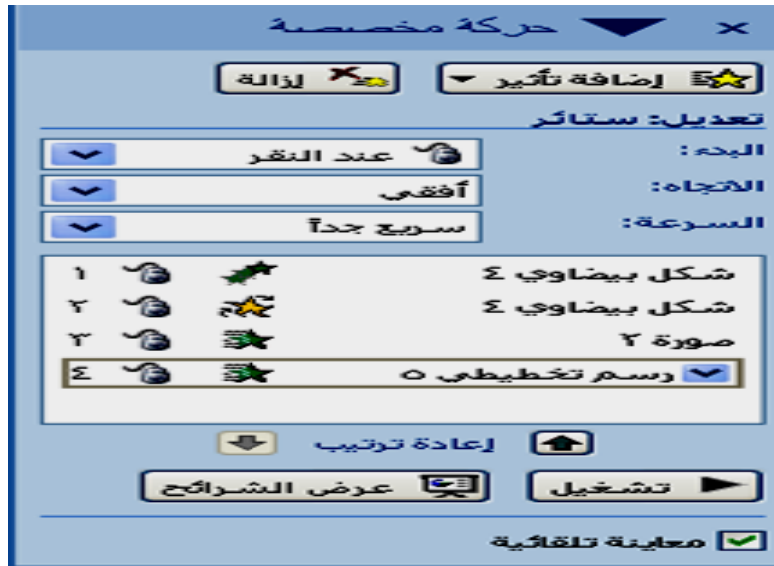 حركة مخصصة
إضافة تأثير إزالة
تعديل: ستائر
البدء: عند النقر
الاتجاه: أفقي
السرعة: سريع جداً
شكل بيضاوي ٤ ١
شكل بيضاوي ٤ ٢
صورة ٢ ٣
رسم تخطيطي ٥ ٤
إعادة ترتيب
تشغيل عرض الشرائح
معاينة تلقائية